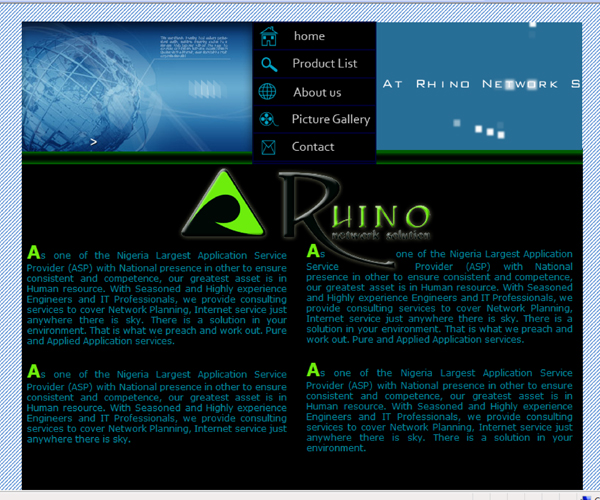 home
Product List
About us
Picture Gallery
Contact
At Rhino Network S
>
Rhino
network solution
As one of the Nigeria Largest Application Service
Provider (ASP) with National presence in other to ensure
consistent and competence, our greatest asset is in
Human resource. With Seasoned and Highly experience
Engineers and IT Professionals, we provide consulting
services to cover Network Planning, Internet service just
anywhere there is sky. There is a solution in your
environment. That is what we preach and work out. Pure
and Applied Application services.
As one of the Nigeria Largest Application Service
Provider (ASP) with National presence in other to ensure
consistent and competence, our greatest asset is in
Human resource. With Seasoned and Highly experience
Engineers and IT Professionals, we provide consulting
services to cover Network Planning, Internet service just
anywhere there is sky.
As one of the Nigeria Largest Application
Service Provider (ASP) with National
presence in other to ensure consistent and competence,
our greatest asset is in Human resource. With Seasoned
and Highly experience Engineers and IT Professionals, we
provide consulting services to cover Network Planning,
Internet service just anywhere there is sky. There is a
solution in your environment. That is what we preach and
work out. Pure and Applied Application services.
As one of the Nigeria Largest Application Service
Provider (ASP) with National presence in other to ensure
consistent and competence, our greatest asset is in
Human resource. With Seasoned and Highly experience
Engineers and IT Professionals, we provide consulting
services to cover Network Planning, Internet service just
anywhere there is sky. There is a solution in your
environment.